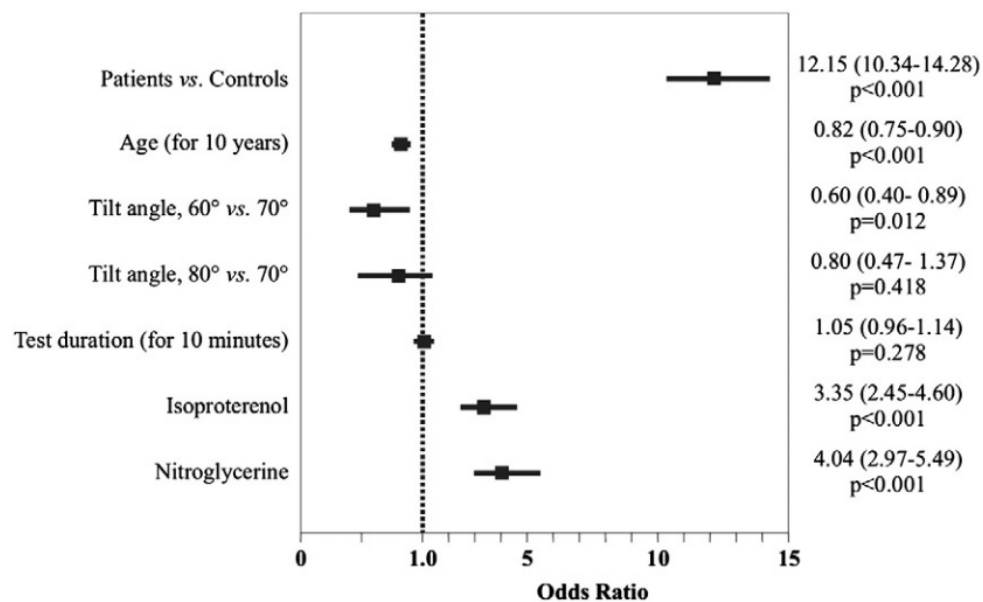 Patients vs. Controls
12.15 (10.34-14.28)
p<0.001
Age (for 10 years)
0.82 (0.75-0.90)
p<0.001
Tilt angle, 60° vs. 70°
0.60 (0.40- 0.89)
p=0.012
Tilt angle, 80° vs. 70°
0.80 (0.47- 1.37)
p=0.418
Test duration (for 10 minutes)
1.05 (0.96-1.14)
p=0.278
Isoproterenol
3.35 (2.45-4.60)
p<0.001
Nitroglycerine
4.04 (2.97-5.49)
p<0.001
0 1.0 5 10 15
Odds Ratio